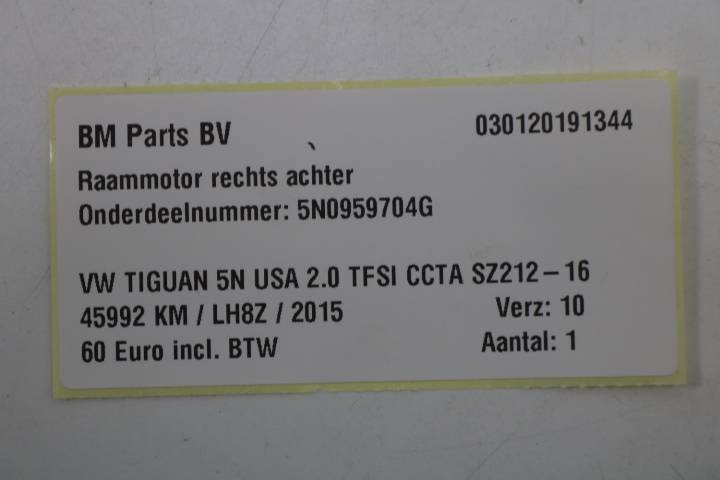 BM Parts BV 030120191344
Raammotor rechts achter
Onderdeelnummer: 5N0959704G
VW TIGUAN 5N USA 2.0 TFSI CCTA SZ212-16
45992 KM / LH8Z / 2015 Verz: 10
60 Euro incl. BTW Aantal: 1